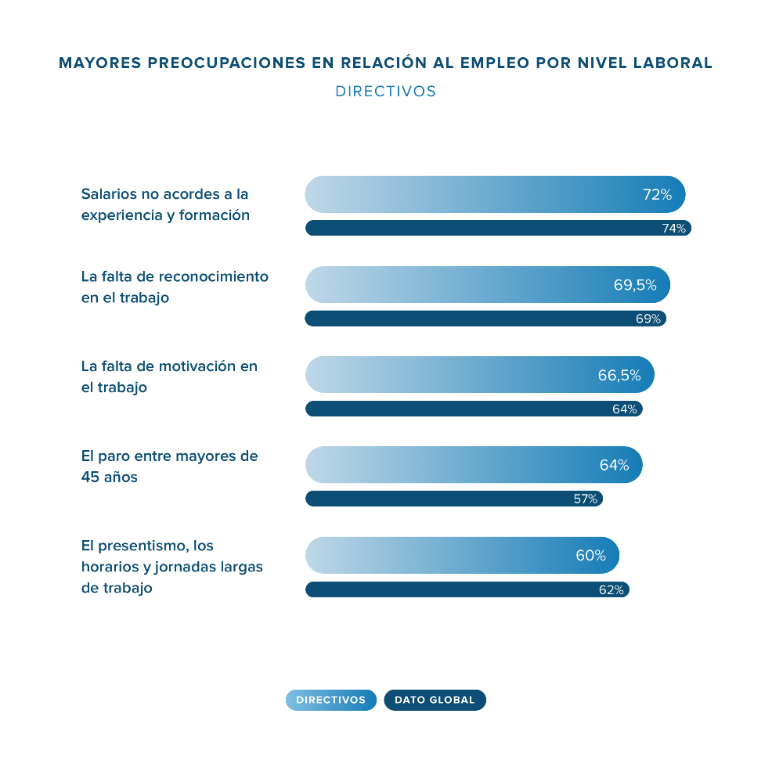 MAYORES PREOCUPACIONES EN RELACIÓN AL EMPLEO POR NIVEL LABORAL
DIRECTIVOS
Salarios no acordes a la
experiencia y formación
72%
74%
La falta de reconocimiento
en el trabajo
69,5%
69%
La falta de motivación en
el trabajo
66,5%
64%
El paro entre mayores de
45 años
64%
57%
El presentismo, los
horarios y jornadas largas
de trabajo
60%
62%
DIRECTIVOS
DATO GLOBAL